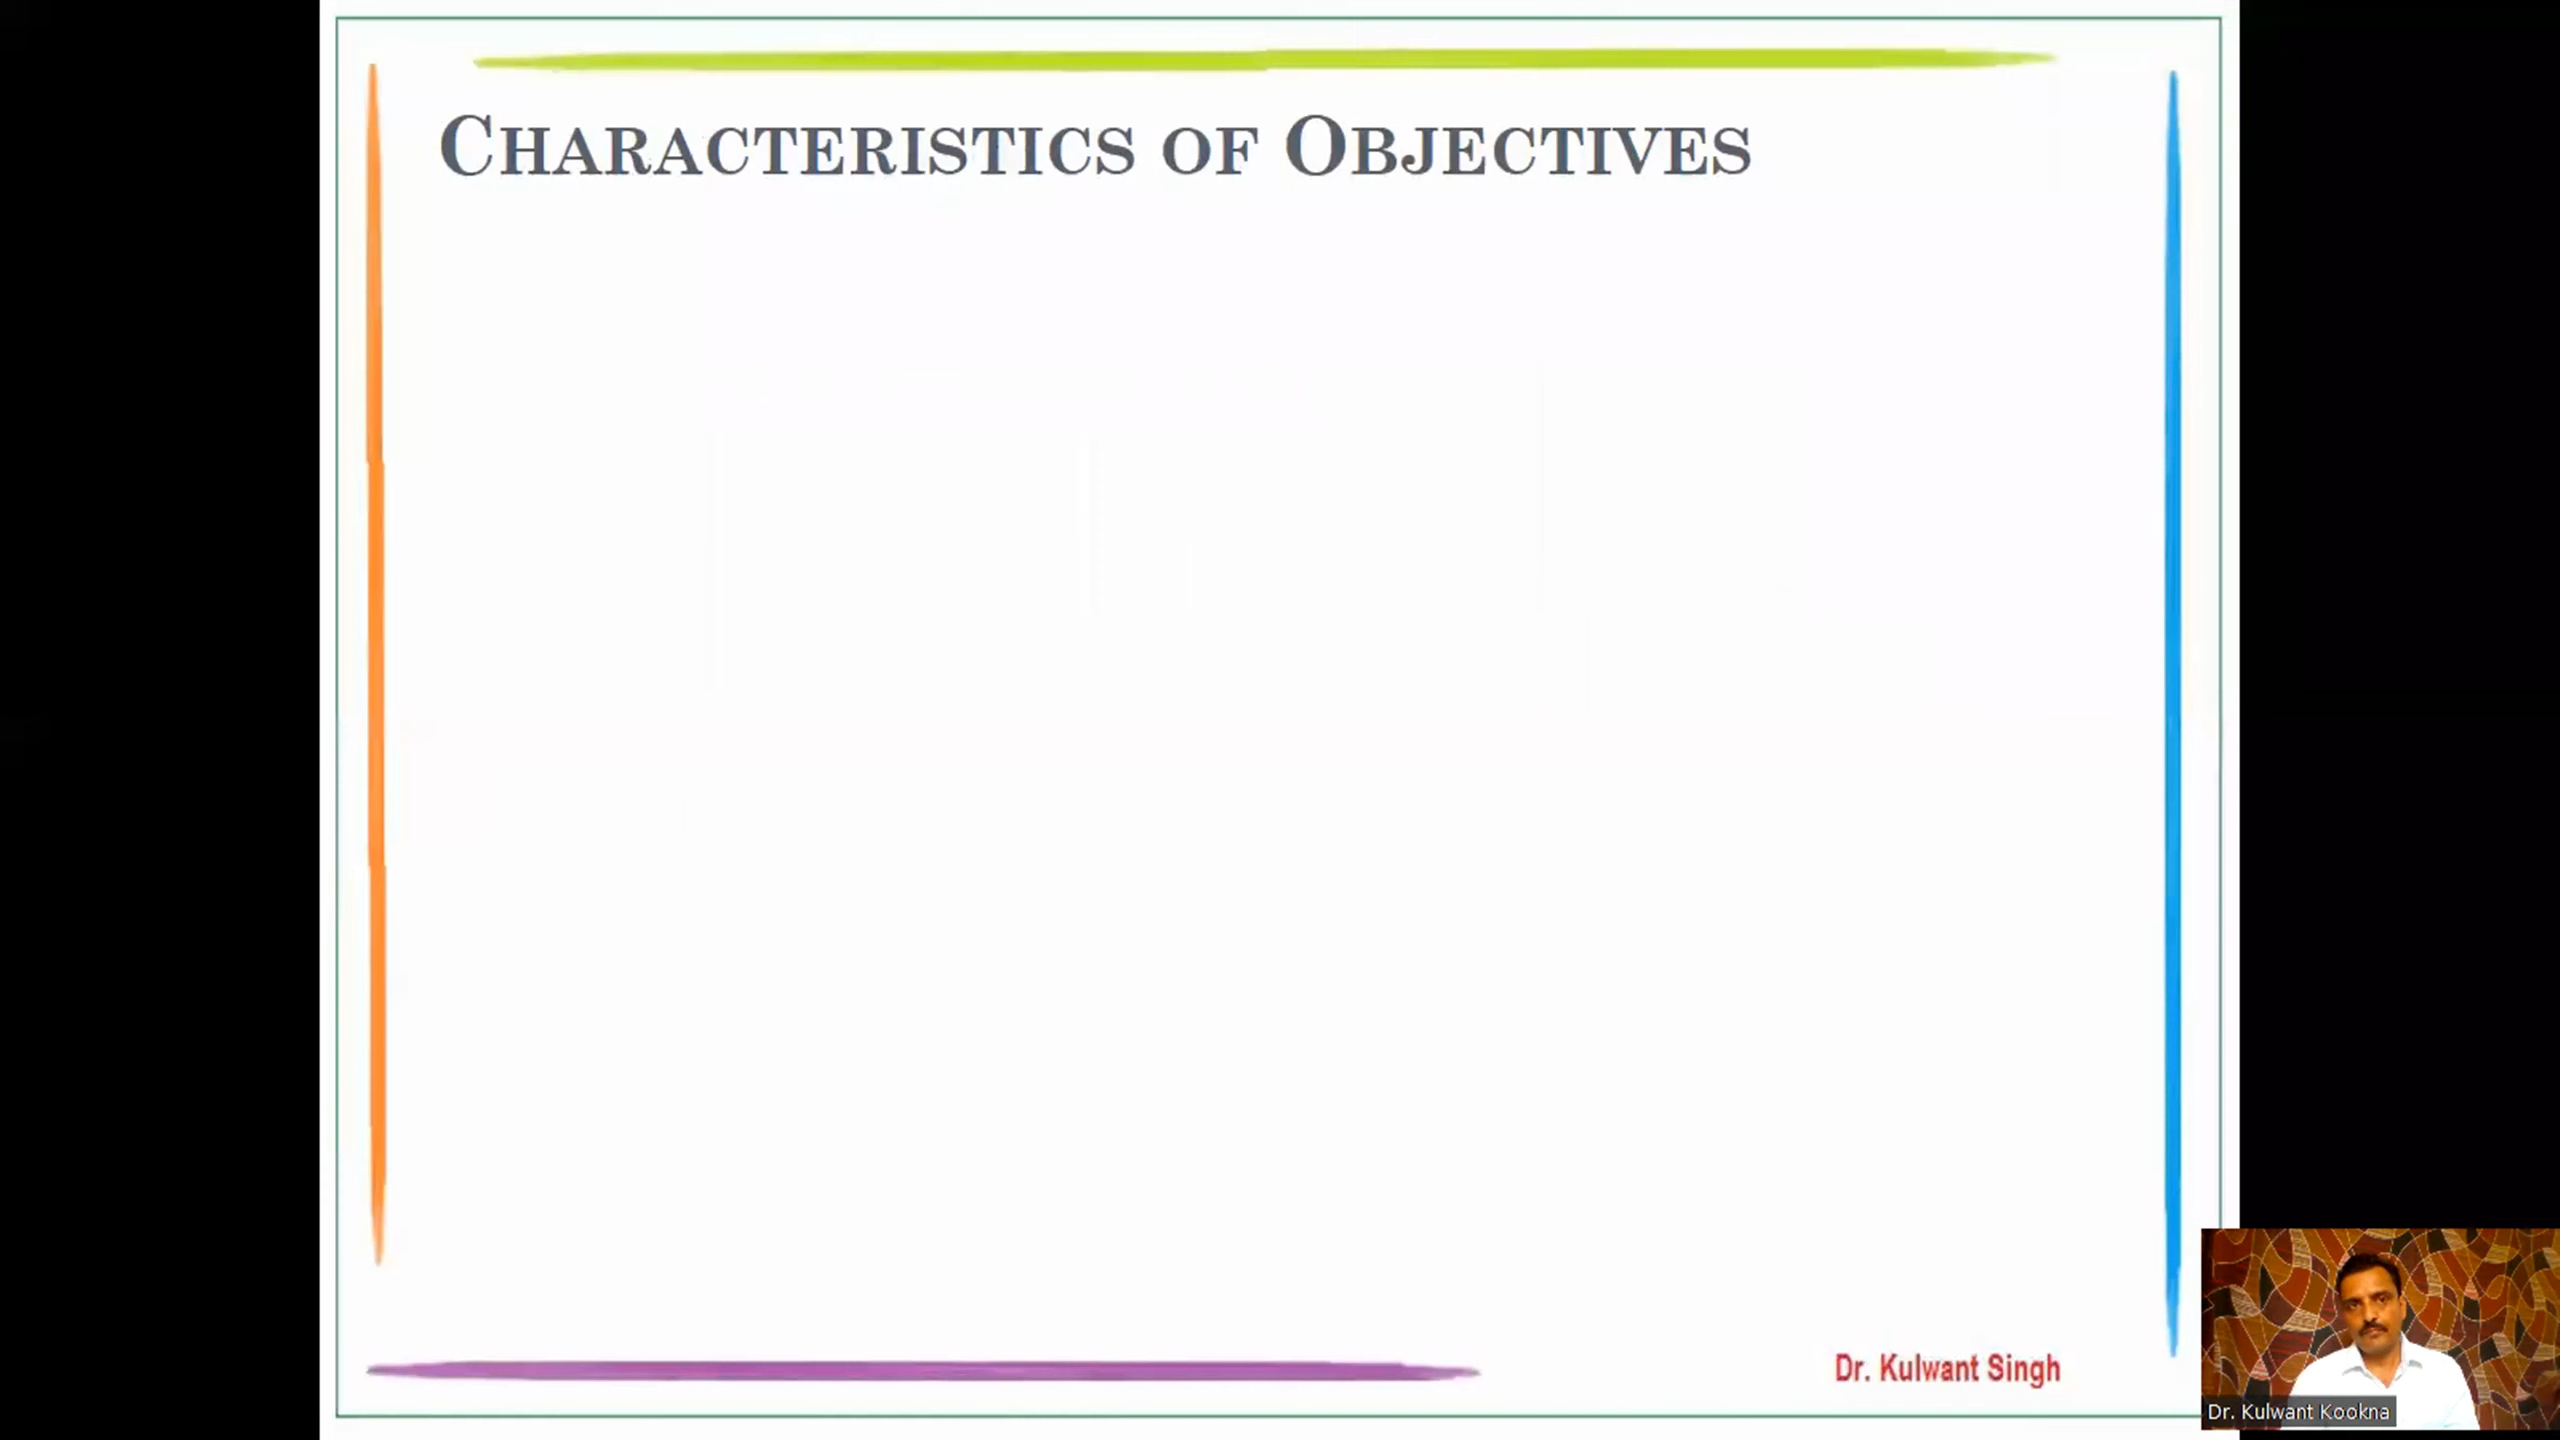 CHARACTERISTICS OF OBJECTIVES
Dr. Kulwant Singh
Dr. Kulwant Kookna